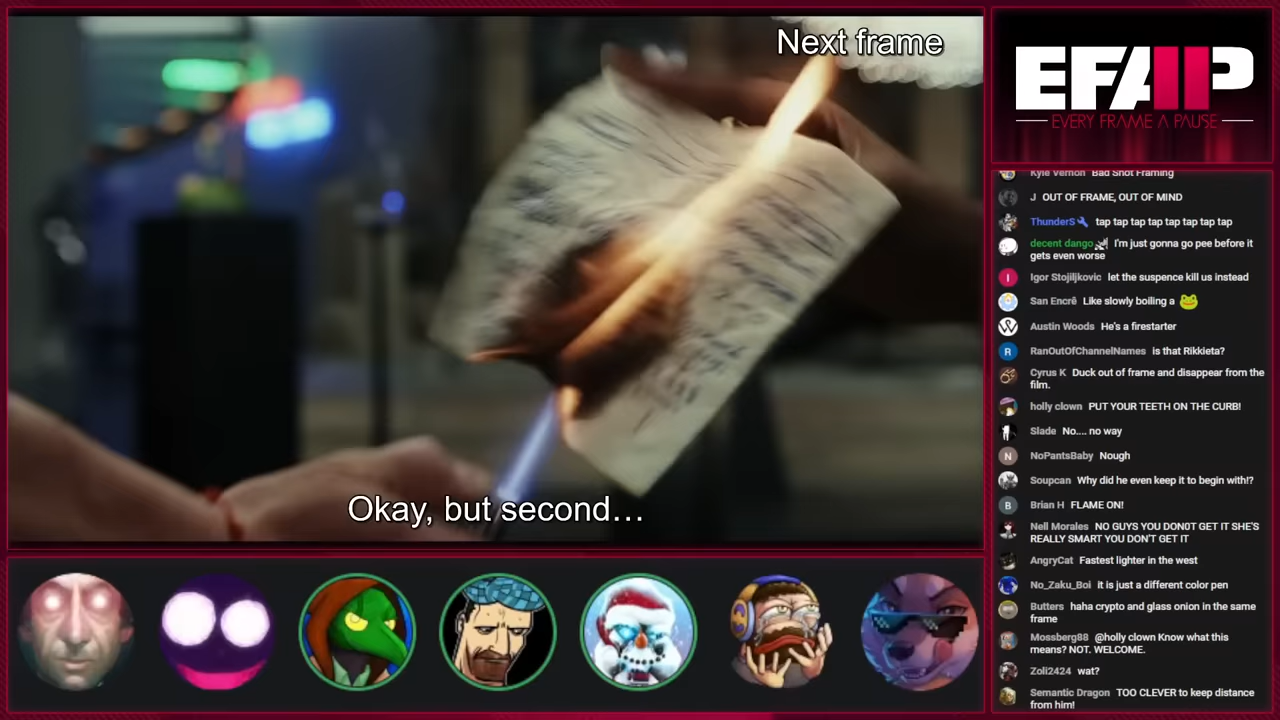 Next frame
Okay, but second…
EFAP
EVERY FRAME A PAUSE
Kyle Vernon Bad Shot Framing
J OUT OF FRAME, OUT OF MIND
ThunderS tap tap tap tap tap tap tap tap
decent dango I'm just gonna go pee before it
gets even worse
I
Igor Stojiljkovic let the suspence kill us instead
San Encrê Like slowly boiling a 🐸
Austin Woods He's a firestarter
R
RanOutOfChannelNames is that Rikkieta?
Cyrus K Duck out of frame and disappear from the
film.
holly clown PUT YOUR TEETH ON THE CURB!
Slade No.... no way
N
NoPantsBaby Nough
Soupcan Why did he even keep it to begin with!?
B
Brian H FLAME ON!
Nell Morales NO GUYS YOU DON0T GET IT SHE'S
REALLY SMART YOU DON'T GET IT
AngryCat Fastest lighter in the west
No_Zaku_Boi it is just a different color pen
Butters haha crypto and glass onion in the same
frame
Mossberg88 @holly clown Know what this
means? NOT. WELCOME.
Zoli2424 wat?
Semantic Dragon TOO CLEVER to keep distance
from him!